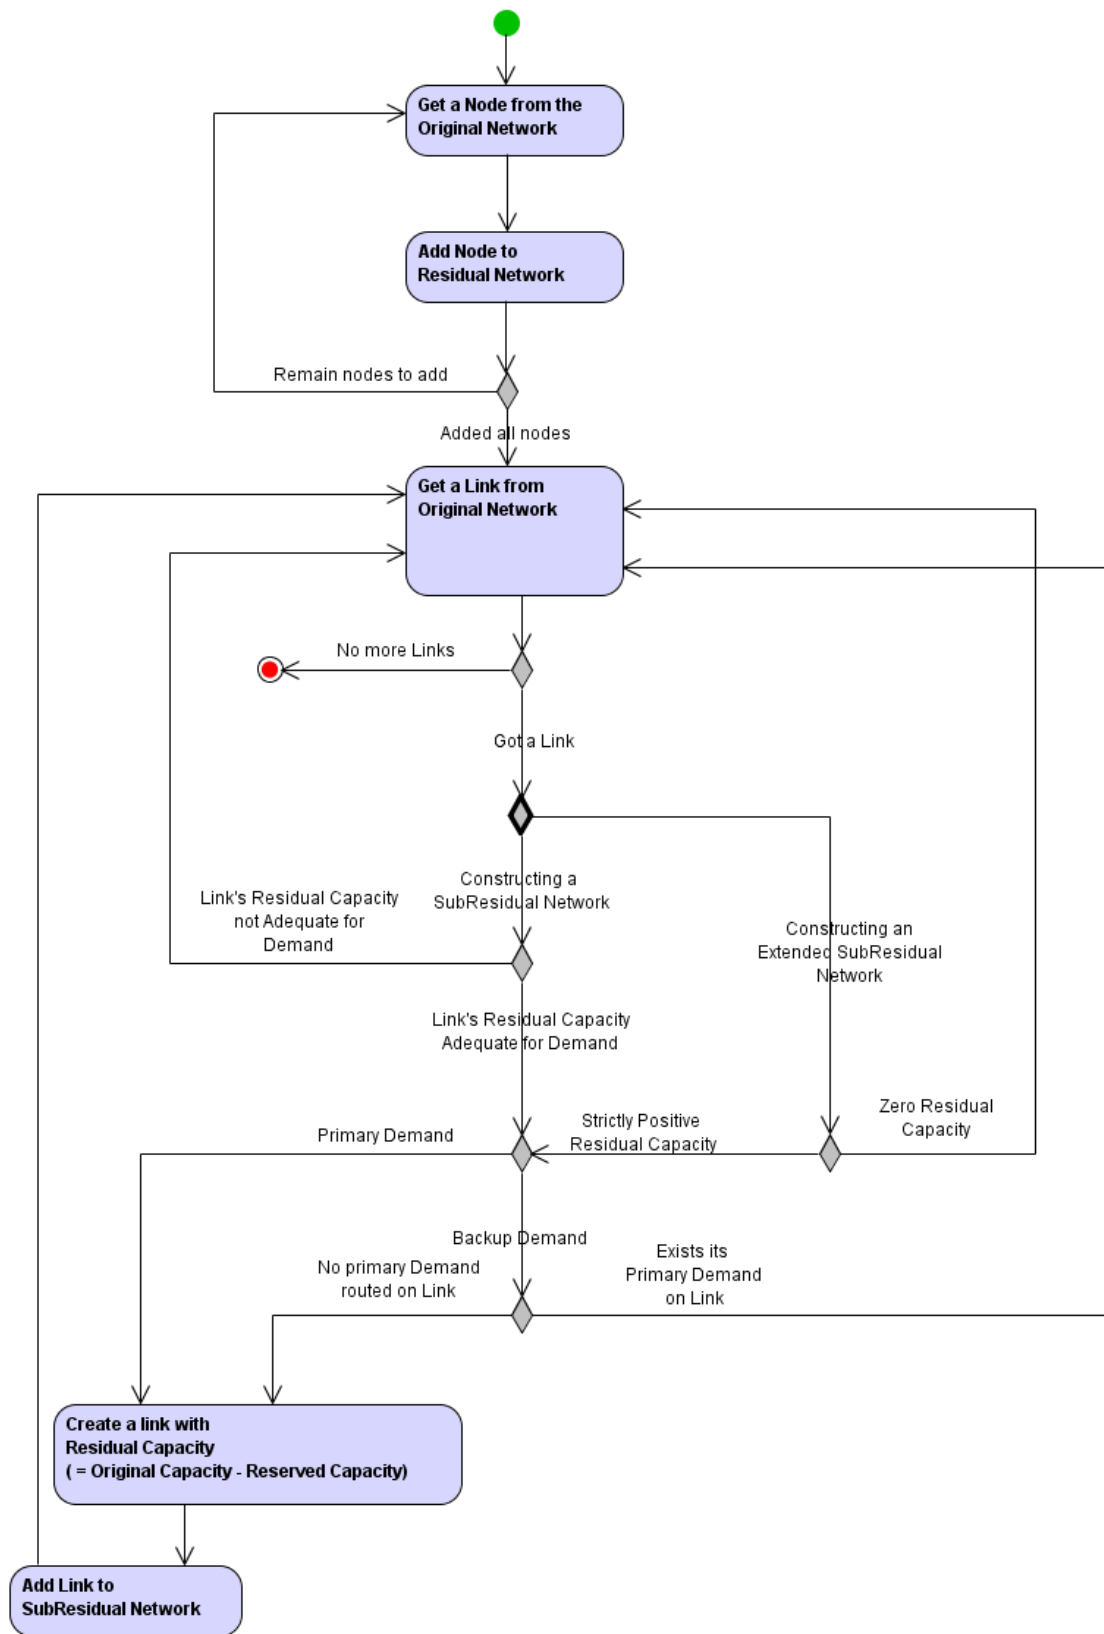 Get a Node from the
Original Network
Add Node to
Residual Network
Remain nodes to add
Added all nodes
Get a Link from
Original Network
No more Links
Got a Link
Constructing a
SubResidual Network
Link's Residual Capacity
not Adequate for
Demand
Constructing an
Extended SubResidual
Network
Link's Residual Capacity
Adequate for Demand
Zero Residual
Capacity
Strictly Positive
Residual Capacity
Primary Demand
Backup Demand
No primary Demand
routed on Link
Exists its
Primary Demand
on Link
Create a link with
Residual Capacity
( = Original Capacity - Reserved Capacity)
Add Link to
SubResidual Network